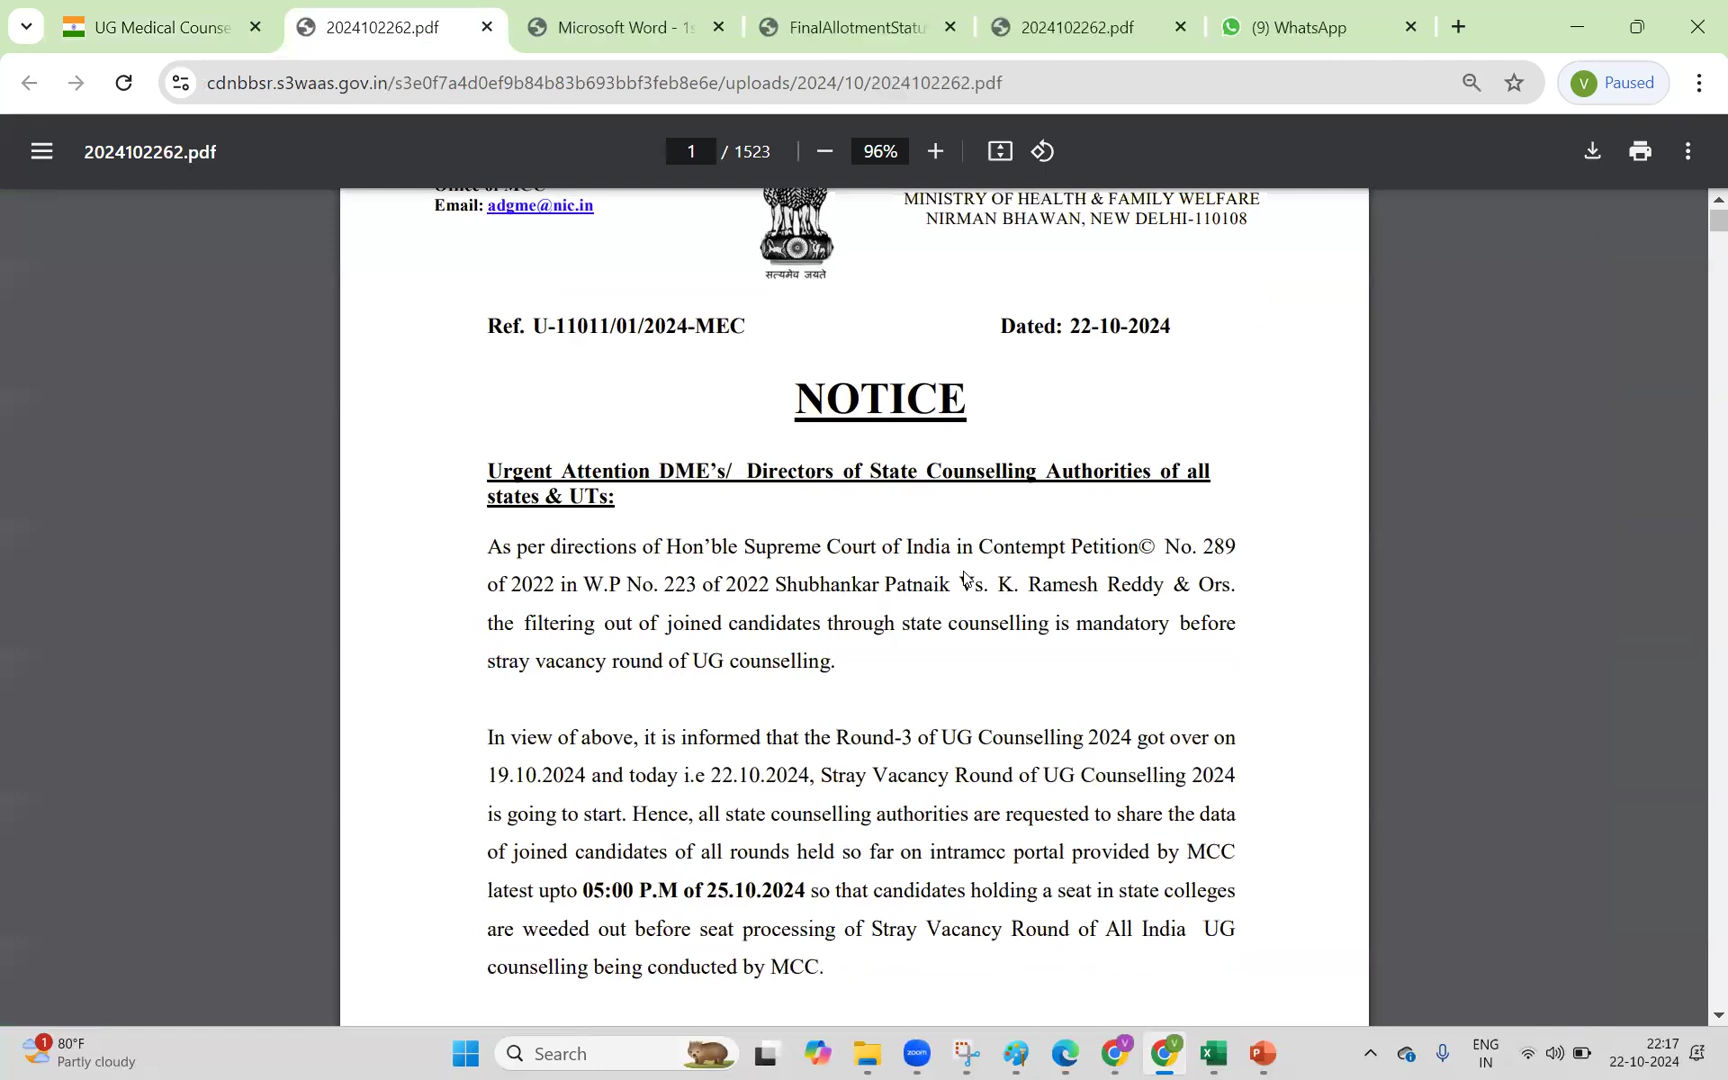 UG Medical Counse
2024102262.pdf
Microsoft Word - 1s
FinalAllotmentStatu
2024102262.pdf
(9) WhatsApp
cdnbbsr.s3waas.gov.in/s3e0f7a4d0ef9b84b83b693bbf3feb8e6e/uploads/2024/10/2024102262.pdf
V Paused
2024102262.pdf
1 / 1523
96%
Office of MCC
Email: adgme@nic.in
सत्यमेव जयते
MINISTRY OF HEALTH & FAMILY WELFARE
NIRMAN BHAWAN, NEW DELHI-110108
Ref. U-11011/01/2024-MEC Dated: 22-10-2024
NOTICE
Urgent Attention DME’s/ Directors of State Counselling Authorities of all
states & UTs:
As per directions of Hon’ble Supreme Court of India in Contempt Petition© No. 289
of 2022 in W.P No. 223 of 2022 Shubhankar Patnaik Vs. K. Ramesh Reddy & Ors.
the filtering out of joined candidates through state counselling is mandatory before
stray vacancy round of UG counselling.
In view of above, it is informed that the Round-3 of UG Counselling 2024 got over on
19.10.2024 and today i.e 22.10.2024, Stray Vacancy Round of UG Counselling 2024
is going to start. Hence, all state counselling authorities are requested to share the data
of joined candidates of all rounds held so far on intramcc portal provided by MCC
latest upto 05:00 P.M of 25.10.2024 so that candidates holding a seat in state colleges
are weeded out before seat processing of Stray Vacancy Round of All India UG
counselling being conducted by MCC.
1
80°F
Partly cloudy
Search
zoom
V
V
ENG
IN
22:17
22-10-2024